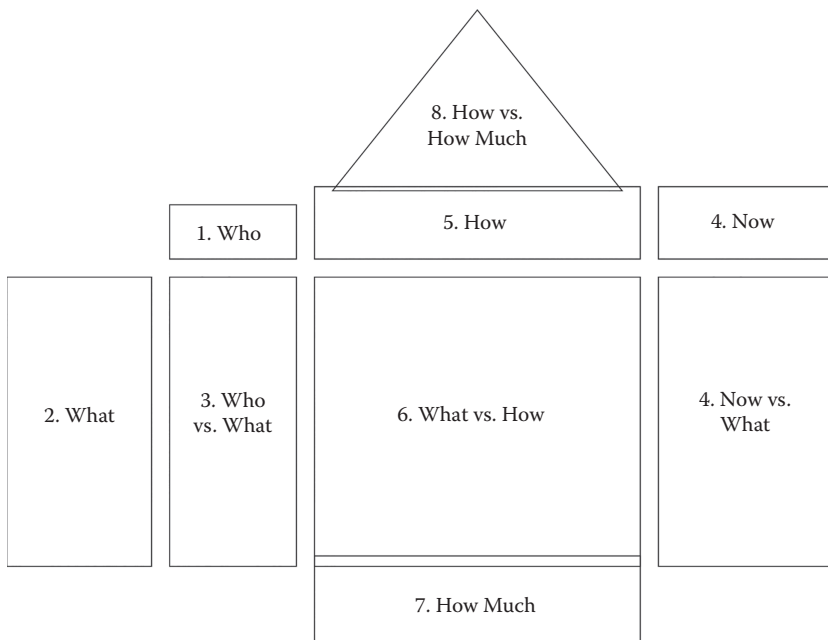 8. How vs.
How Much
1. Who
5. How
4. Now
2. What
3. Who
vs. What
6. What vs. How
4. Now vs.
What
7. How Much